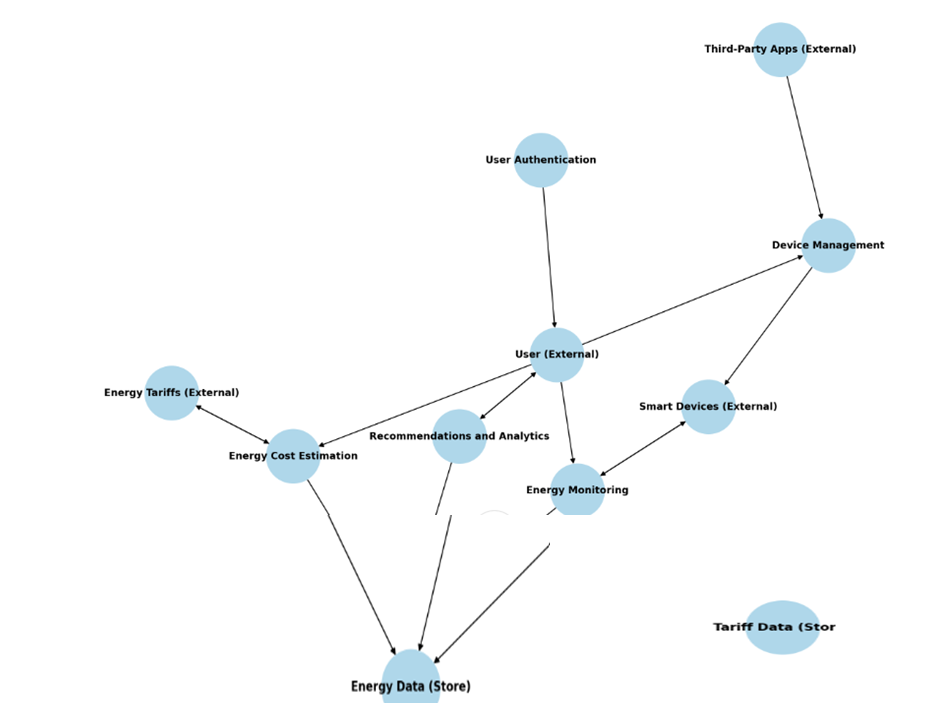 Third-Party Apps (External)
User Authentication
Device Management
User (External)
Energy Tariffs (External)
Smart Devices (External)
Recommendations and Analytics
Energy Cost Estimation
Energy Monitoring
Tariff Data (Stor
Energy Data (Store)